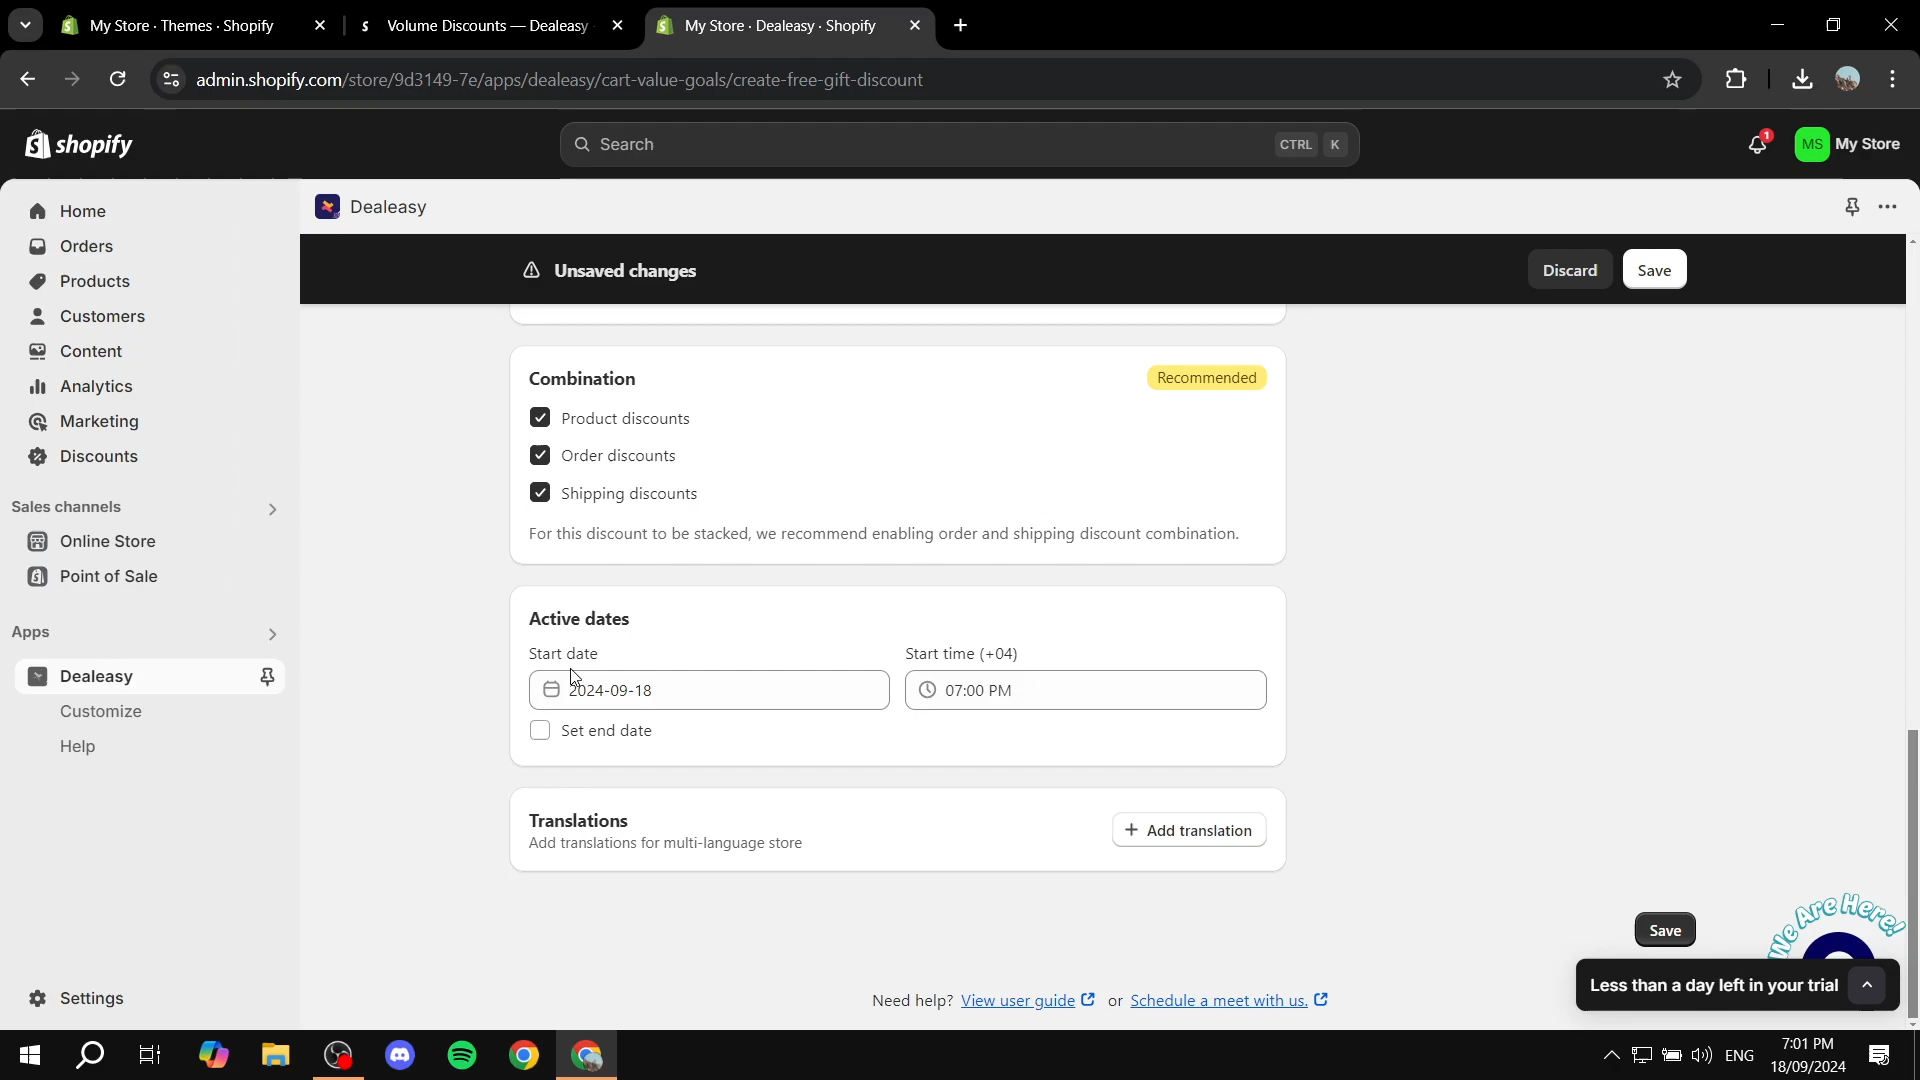 My Store · Themes · Shopify
Volume Discounts — Dealeasy
My Store · Dealeasy · Shopify
admin.shopify.com/store/9d3149-7e/apps/dealeasy/cart-value-goals/create-free-gift-discount
shopify
Search
CTRL K
1
MS My Store
Home
Orders
Products
Customers
Content
Analytics
Marketing
Discounts
Sales channels
Online Store
Point of Sale
Apps
Dealeasy
Customize
Help
Settings
Dealeasy
Unsaved changes
Discard
Save
Combination
Recommended
Product discounts
Order discounts
Shipping discounts
For this discount to be stacked, we recommend enabling order and shipping discount combination.
Active dates
Start date
Start time (+04)
2024-09-18
07:00 PM
Set end date
Translations
Add translations for multi-language store
Add translation
Save
We Are Here!
Less than a day left in your trial
Need help? View user guide or Schedule a meet with us.
ENG
7:01 PM
18/09/2024